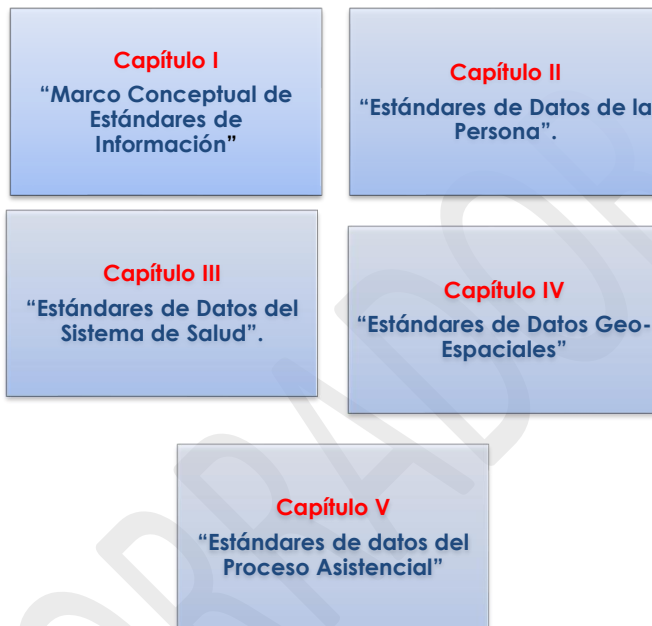 Capítulo I
“Marco Conceptual de
Estándares de
Información”
Capítulo II
“Estándares de Datos de la
Persona”.
Capítulo III
“Estándares de Datos del
Sistema de Salud”.
Capítulo IV
“Estándares de Datos Geo-
Espaciales”
Capítulo V
“Estándares de datos del
Proceso Asistencial”